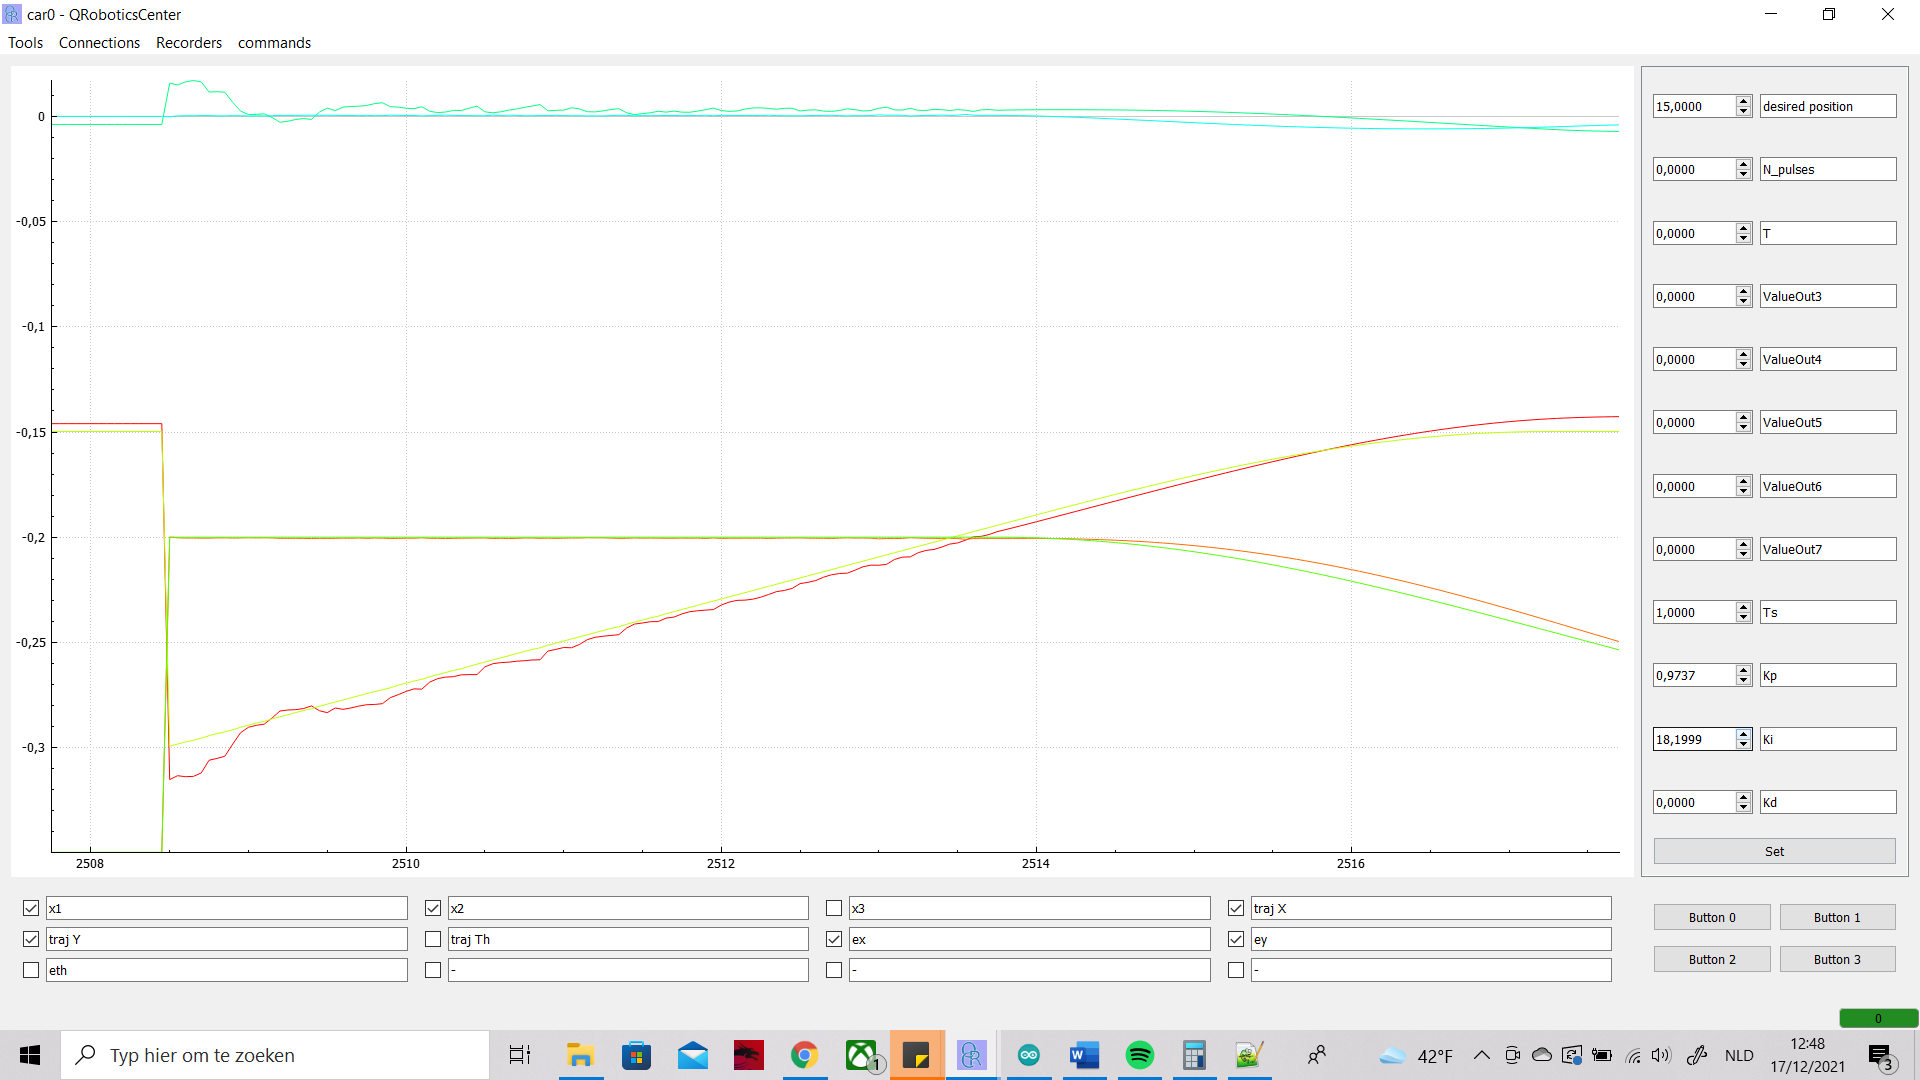 car0 - QRoboticsCenter
Tools Connections Recorders commands
0
-0,05
-0,1
-0,15
-0,2
-0,25
-0,3
2508 2510 2512 2514 2516
15,0000 desired position
0,0000 N_pulses
0,0000 T
0,0000 ValueOut3
0,0000 ValueOut4
0,0000 ValueOut5
0,0000 ValueOut6
0,0000 ValueOut7
1,0000 Ts
0,9737 Kp
18,1999 Ki
0,0000 Kd
Set
x1 x2 x3 traj X
traj Y traj Th ex ey
eth - - -
Button 0 Button 1
Button 2 Button 3
0
Typ hier om te zoeken
1
42°F
NLD
12:48
17/12/2021
3